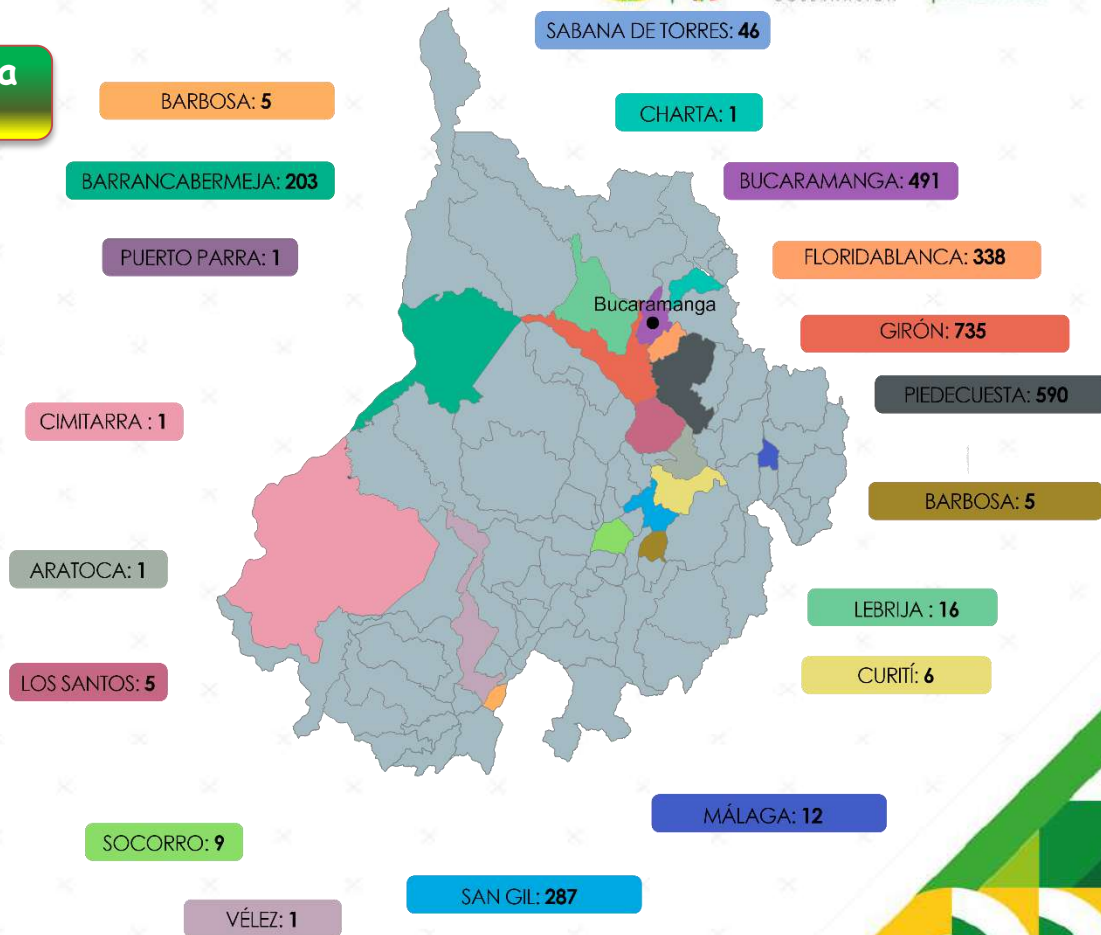 a
SABANA DE TORRES: 46
BARBOSA: 5
CHARTA: 1
BARRANCABERMEJA: 203
BUCARAMANGA: 491
PUERTO PARRA: 1
FLORIDABLANCA: 338
Bucaramanga
GIRÓN: 735
PIEDECUESTA: 590
CIMITARRA : 1
BARBOSA: 5
ARATOCA: 1
LEBRIJA : 16
LOS SANTOS: 5
CURITÍ: 6
MÁLAGA: 12
SOCORRO: 9
SAN GIL: 287
VÉLEZ: 1